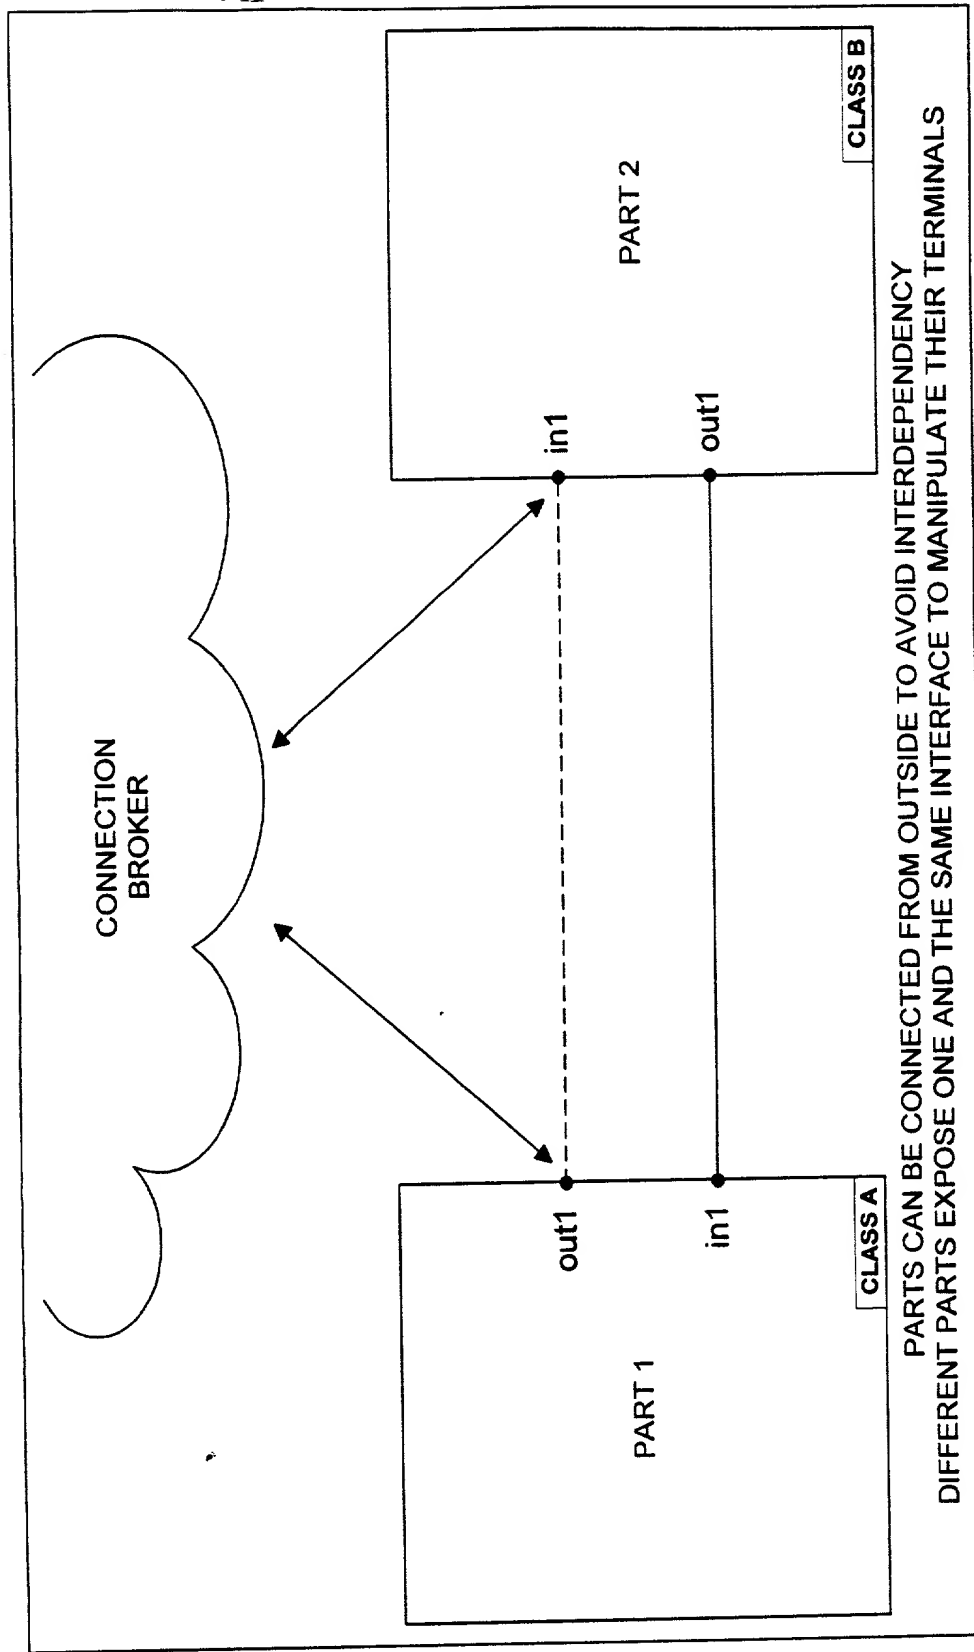 CONNECTION
BROKER
PART 1
out1
in1
CLASS A
in1
out1
PART 2
CLASS B
PARTS CAN BE CONNECTED FROM OUTSIDE TO AVOID INTERDEPENDENCY
DIFFERENT PARTS EXPOSE ONE AND THE SAME INTERFACE TO MANIPULATE THEIR TERMINALS